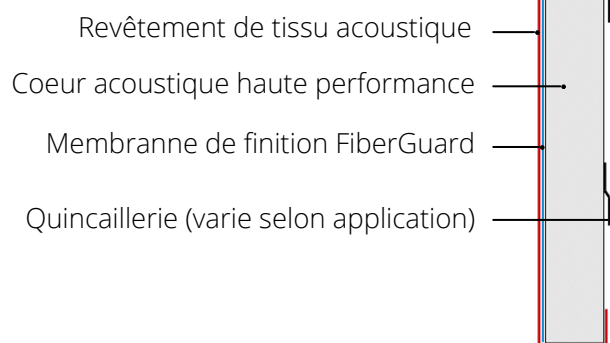 Revêtement de tissu acoustique
Coeur acoustique haute performance
Membranne de finition FiberGuard
Quincaillerie (varie selon application)